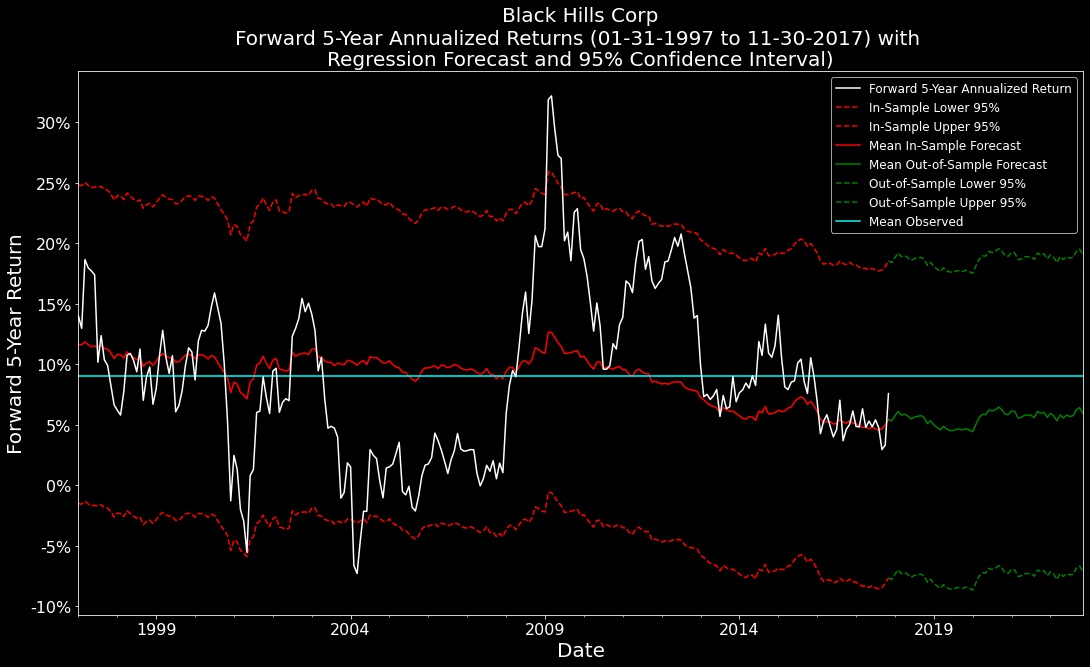 Black Hills Corp
Forward 5-Year Annualized Returns (01-31-1997 to 11-30-2017) with
Regression Forecast and 95% Confidence Interval)
Forward 5-Year Annualized Return
In-Sample Lower 95%
In-Sample Upper 95%
Mean In-Sample Forecast
Mean Out-of-Sample Forecast
Out-of-Sample Lower 95%
Out-of-Sample Upper 95%
Mean Observed
Forward 5-Year Return
30%
25%
20%
15%
10%
5%
0%
-5%
-10%
1999
2004
2009
2014
2019
Date